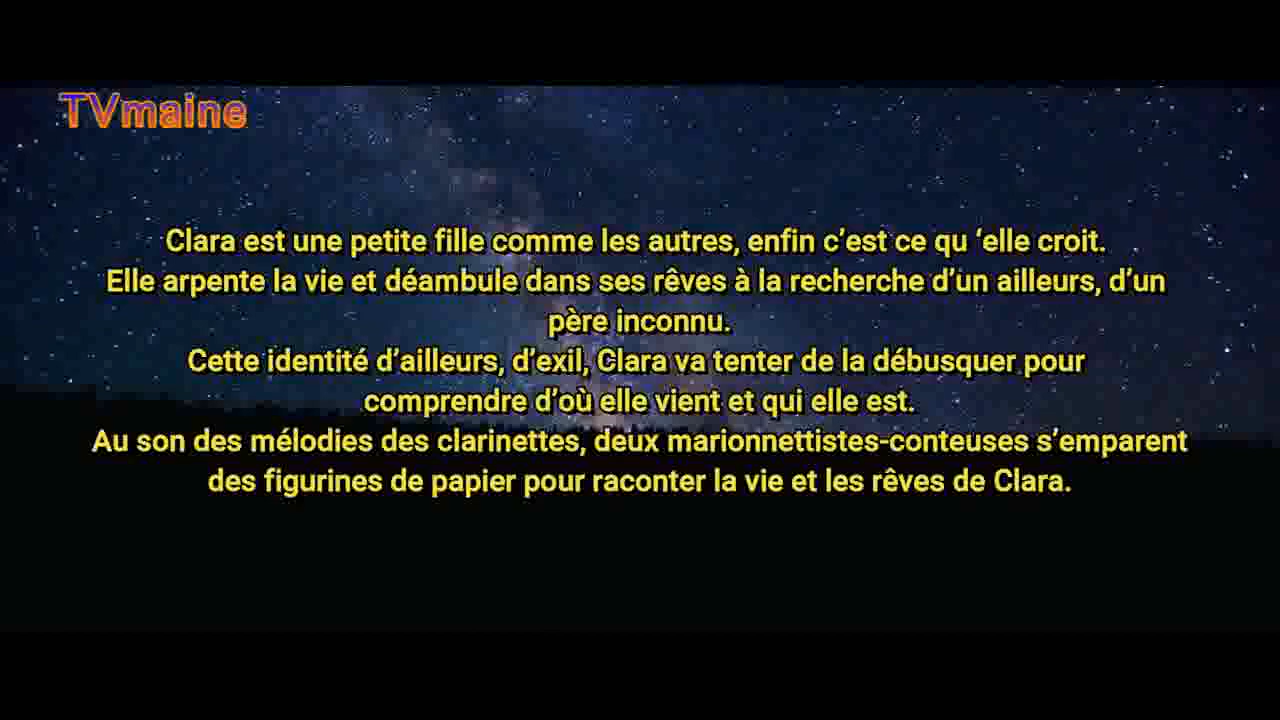 TVmaine
Clara est une petite fille comme les autres, enfin c’est ce qu ‘elle croit.
Elle arpente la vie et déambule dans ses rêves à la recherche d’un ailleurs, d’un
père inconnu.
Cette identité d’ailleurs, d’exil, Clara va tenter de la débusquer pour
comprendre d’où elle vient et qui elle est.
Au son des mélodies des clarinettes, deux marionnettistes-conteuses s’emparent
des figurines de papier pour raconter la vie et les rêves de Clara.